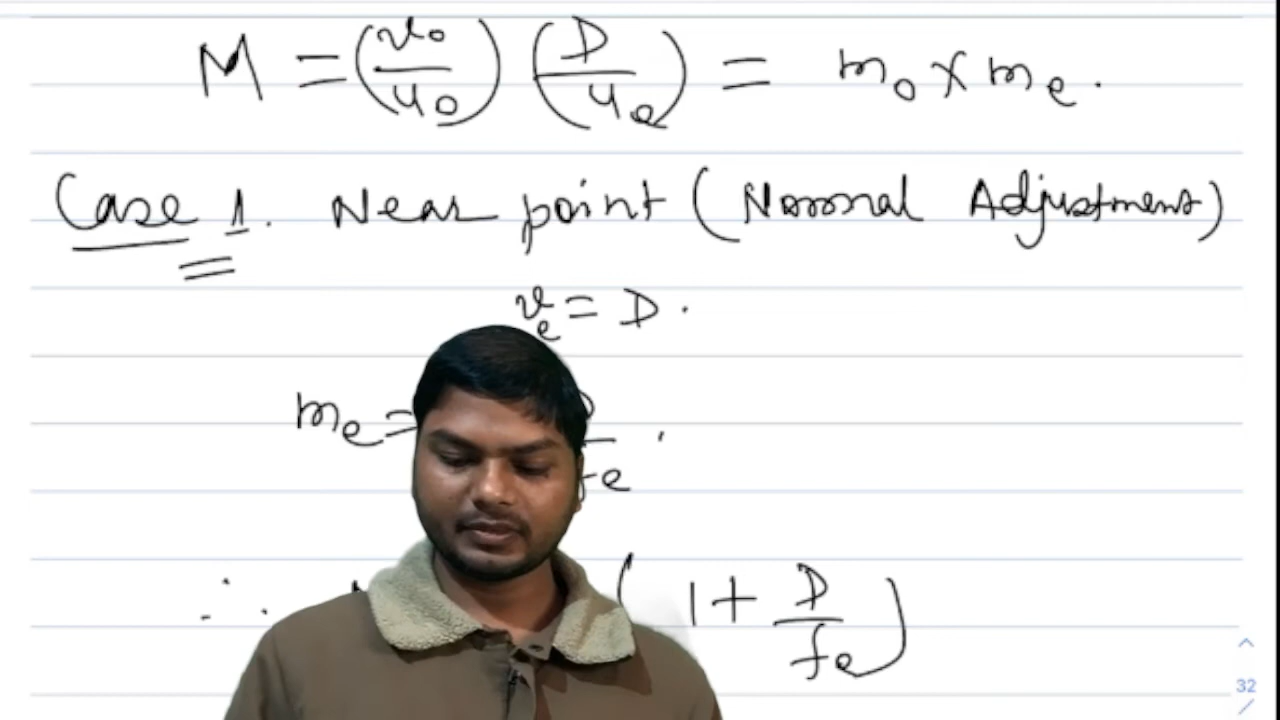 M = (v₀/u₀) (D/uₑ) = m₀ × mₑ.
Case 1. Near point (Normal Adjustment)
vₑ = D.
mₑ =
fₑ .
∴ ( 1 + D/fₑ)
32